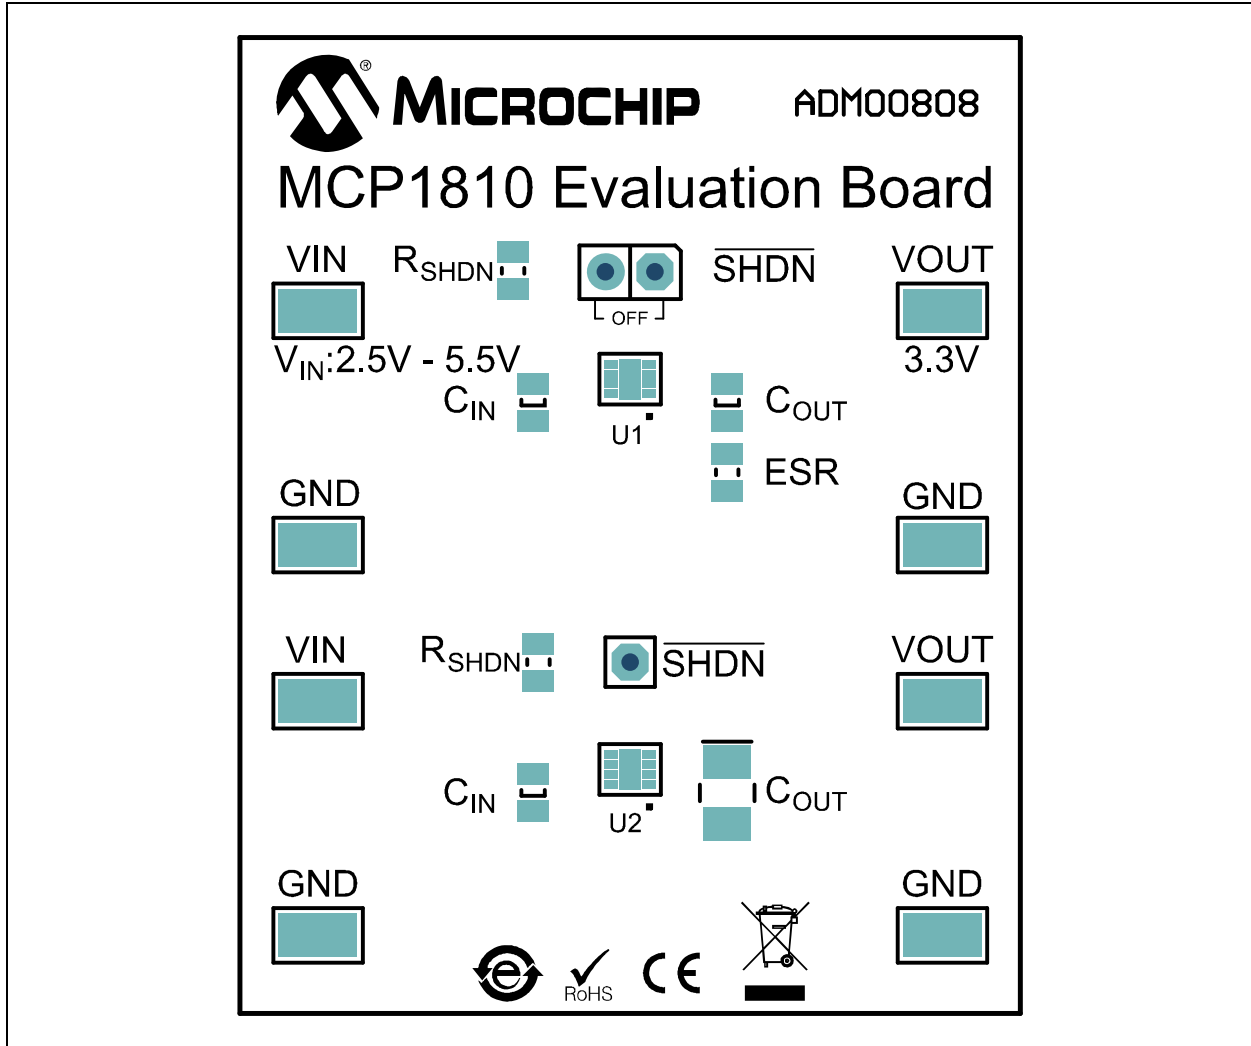 MICROCHIP ® ADM00808
MCP1810 Evaluation Board
VIN RSHDN SHDN VOUT
OFF
VIN:2.5V - 5.5V 3.3V
CIN COUT
U1
ESR
GND GND
VIN RSHDN SHDN VOUT
CIN COUT
U2
GND GND
e RoHS CE